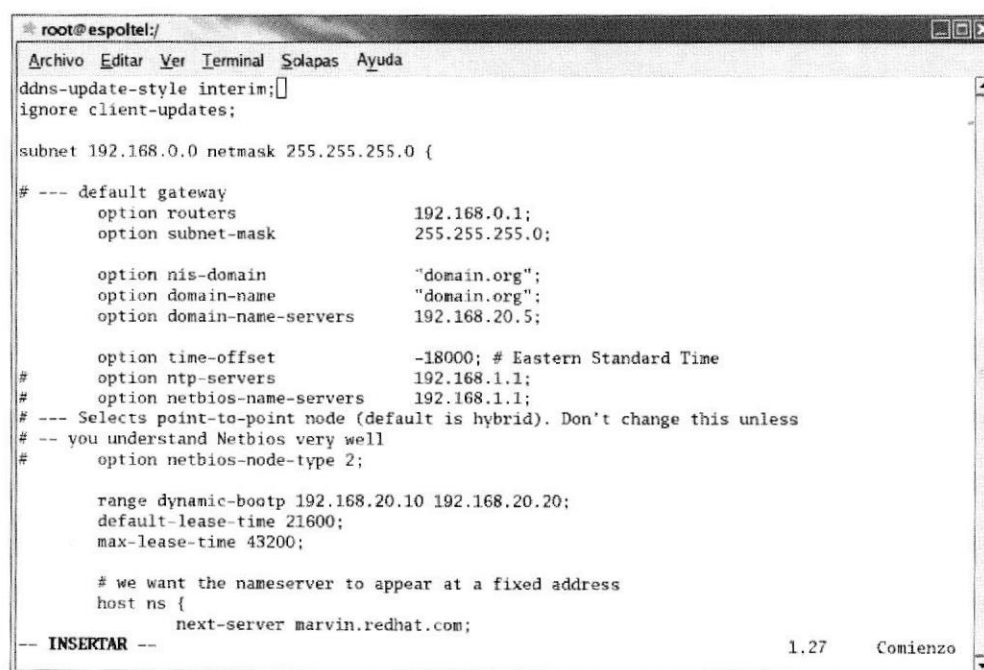 root@espoltel:/
Archivo Editar Ver Terminal Solapas Ayuda
ddns-update-style interim;
ignore client-updates;
subnet 192.168.0.0 netmask 255.255.255.0 {
# --- default gateway
option routers 192.168.0.1;
option subnet-mask 255.255.255.0;
option nis-domain "domain.org";
option domain-name "domain.org";
option domain-name-servers 192.168.20.5;
option time-offset -18000; # Eastern Standard Time
# option ntp-servers 192.168.1.1;
# option netbios-name-servers 192.168.1.1;
# --- Selects point-to-point node (default is hybrid). Don't change this unless
# -- you understand Netbios very well
# option netbios-node-type 2;
range dynamic-bootp 192.168.20.10 192.168.20.20;
default-lease-time 21600;
max-lease-time 43200;
# we want the nameserver to appear at a fixed address
host ns {
next-server marvin.redhat.com;
-- INSERTAR -- 1.27 Comienzo